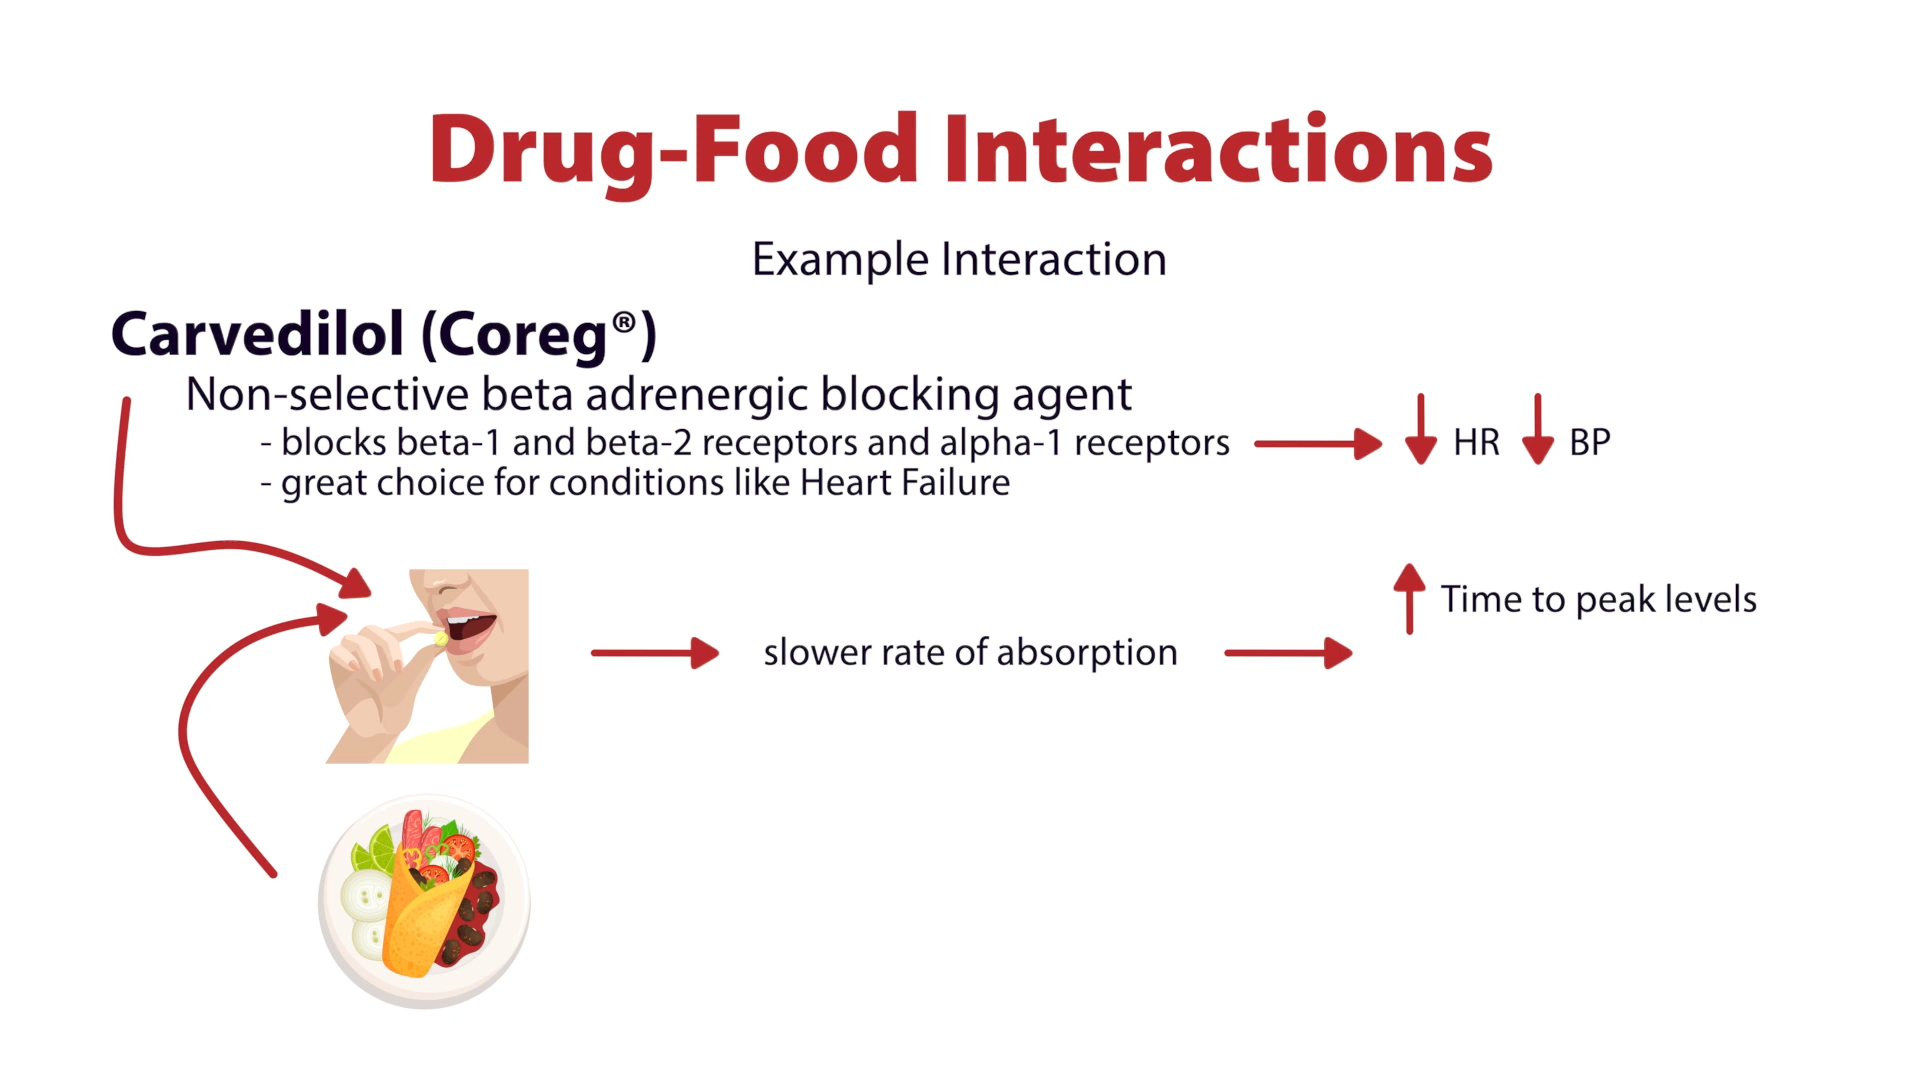 Drug-Food Interactions
Example Interaction
Carvedilol (Coreg®)
Non-selective beta adrenergic blocking agent
- blocks beta-1 and beta-2 receptors and alpha-1 receptors
HR
BP
- great choice for conditions like Heart Failure
Time to peak levels
slower rate of absorption